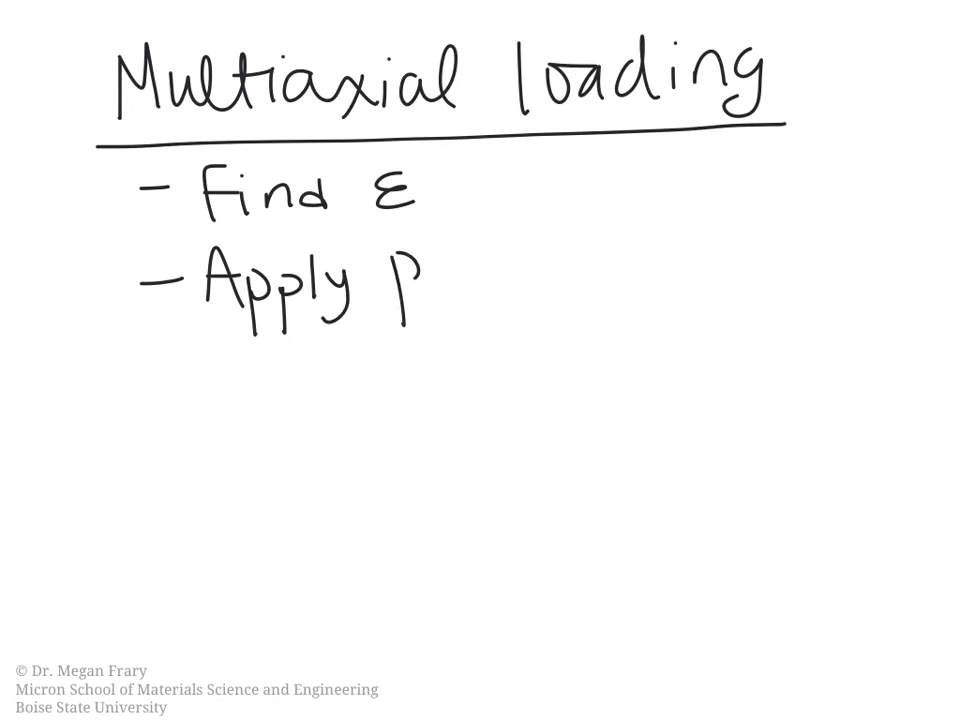 Multiaxial loading
- Find ε
- Apply P
© Dr. Megan Frary
Micron School of Materials Science and Engineering
Boise State University